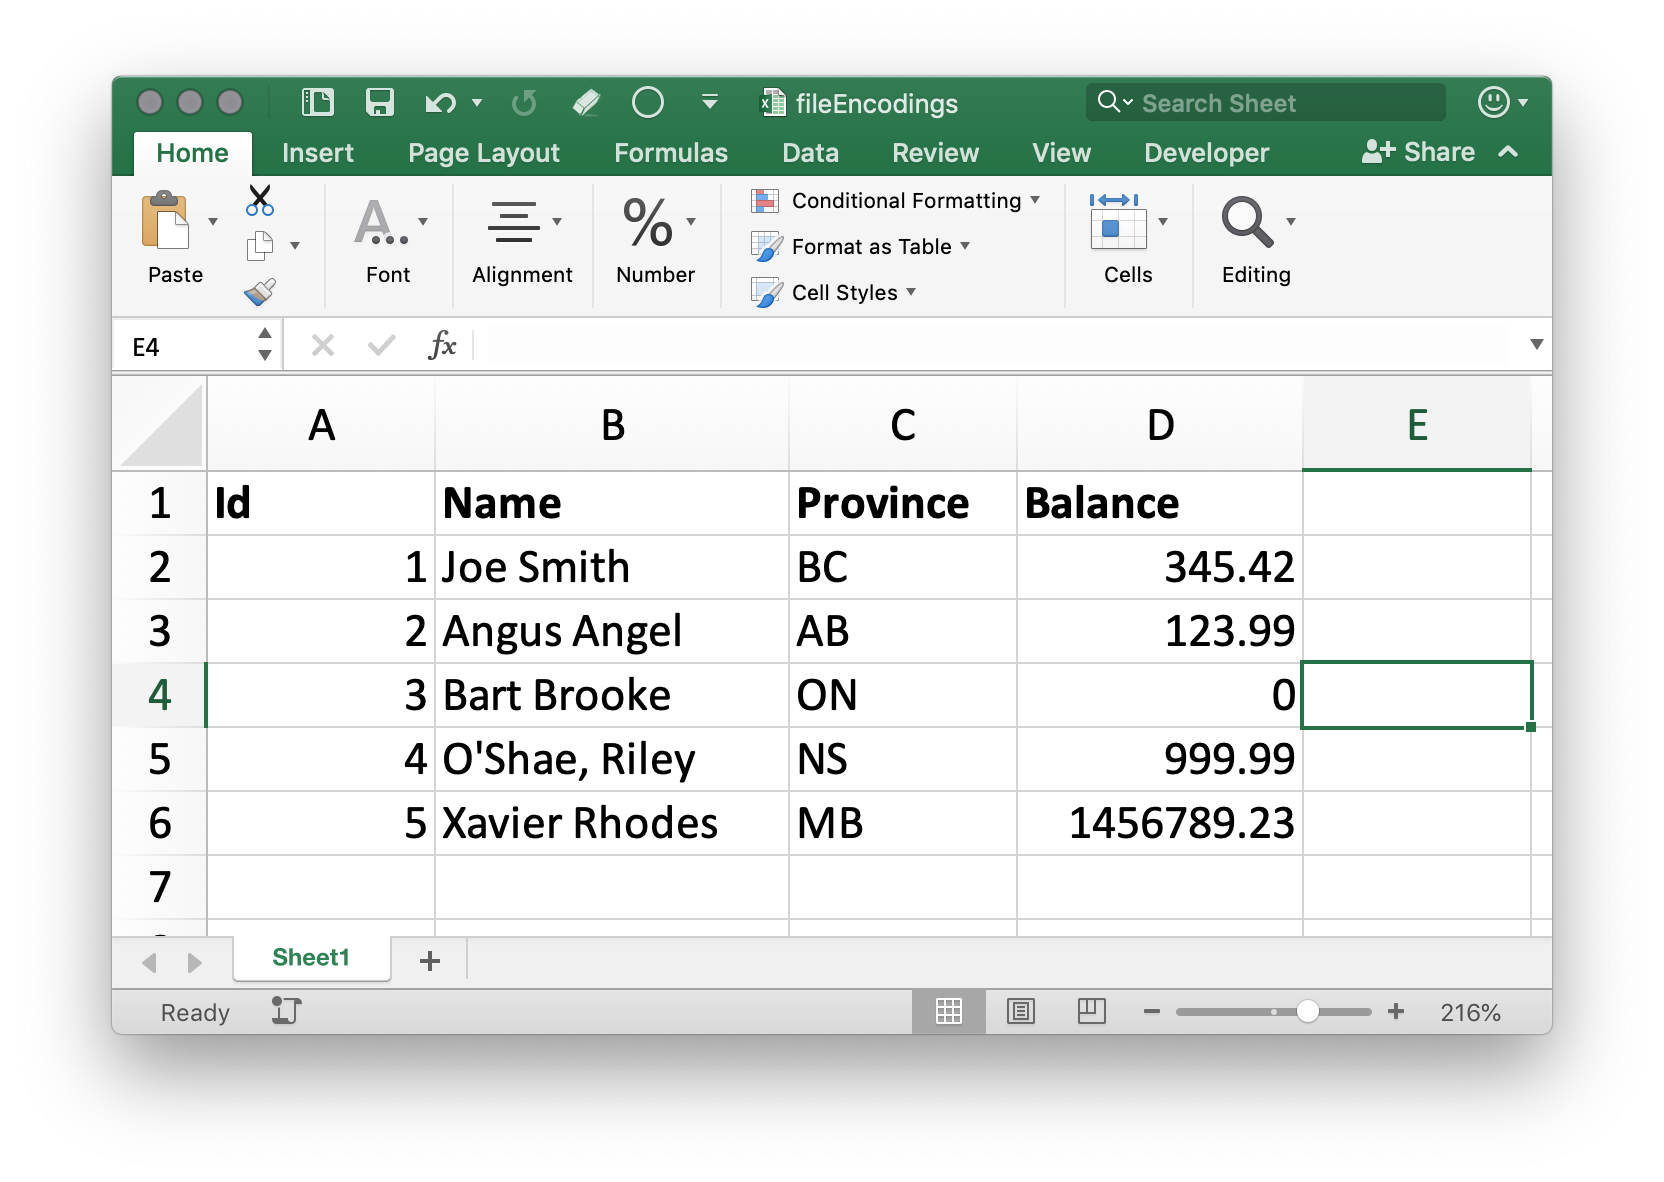 fileEncodings Search Sheet
Home Insert Page Layout Formulas Data Review View Developer Share
Paste Font Alignment % Number Conditional Formatting Format as Table Cell Styles Cells Editing
E4 fx
A B C D E
1 Id Name Province Balance
2 1 Joe Smith BC 345.42
3 2 Angus Angel AB 123.99
4 3 Bart Brooke ON 0
5 4 O'Shae, Riley NS 999.99
6 5 Xavier Rhodes MB 1456789.23
7
Sheet1 +
Ready 216%